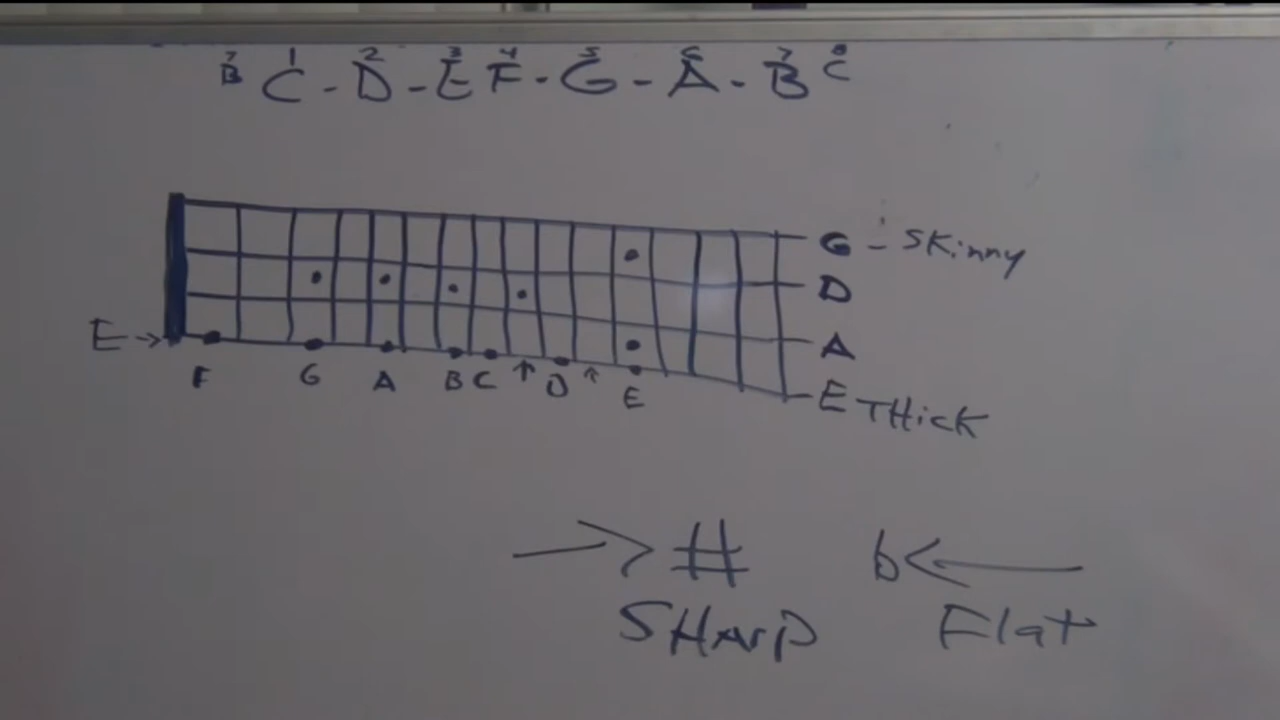 7 1 2 3 4 5 6 7 8
B C - D - E F - G - A - B C
G - Skinny
D
A
E →
E THick
F G A B C ↑ D ↑ E
→ # b ←
SHArp Flat